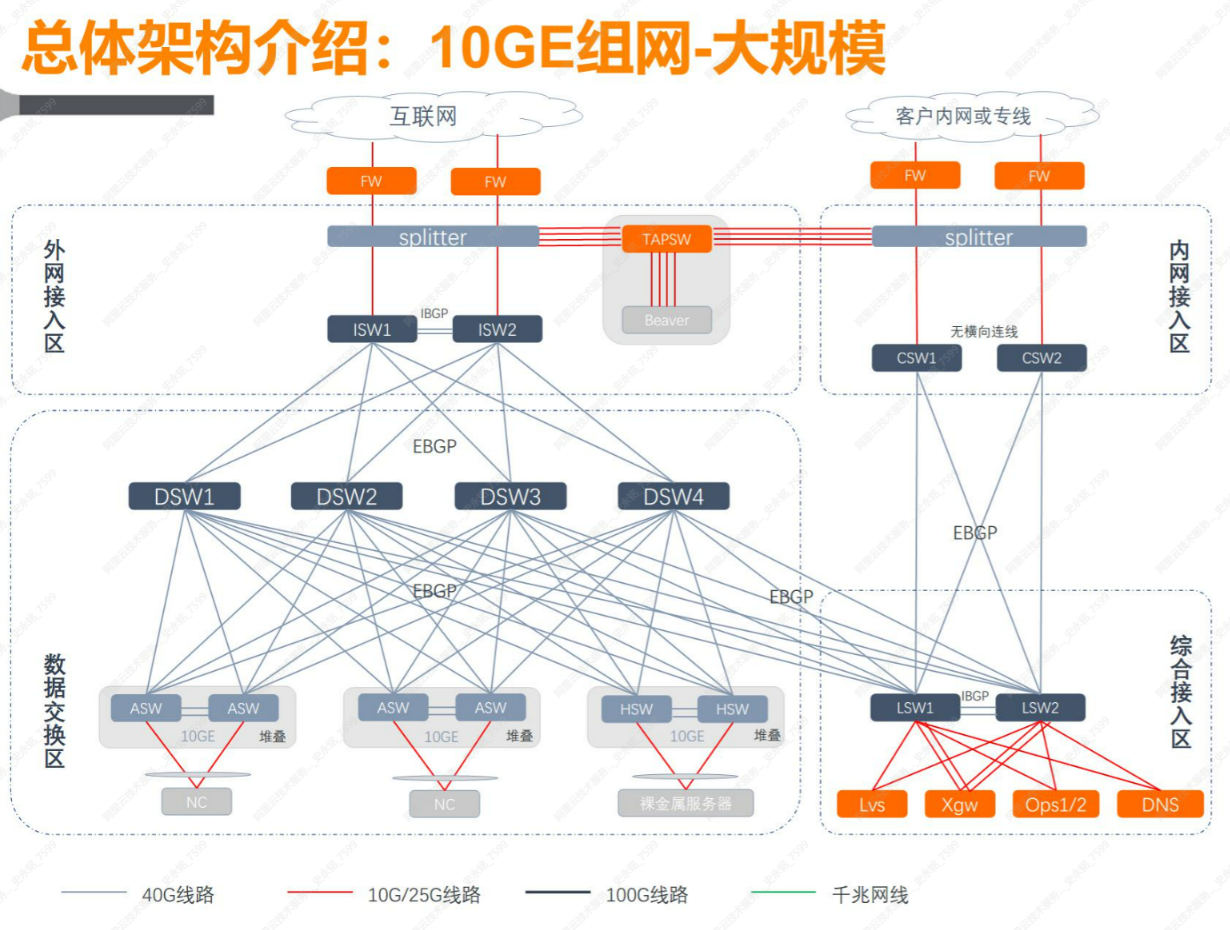 总体架构介绍：10GE组网-大规模
互联网
客户内网或专线
FW
FW
FW
FW
外网接入区
splitter
TAPSW
splitter
内网接入区
Beaver
ISW1
IBGP
ISW2
无横向连线
CSW1
CSW2
EBGP
DSW1
DSW2
DSW3
DSW4
EBGP
EBGP
EBGP
数据交换区
综合接入区
ASW
ASW
10GE
堆叠
ASW
ASW
10GE
堆叠
HSW
HSW
10GE
堆叠
LSW1
IBGP
LSW2
NC
NC
裸金属服务器
Lvs
Xgw
Ops1/2
DNS
40G线路
10G/25G线路
100G线路
千兆网线